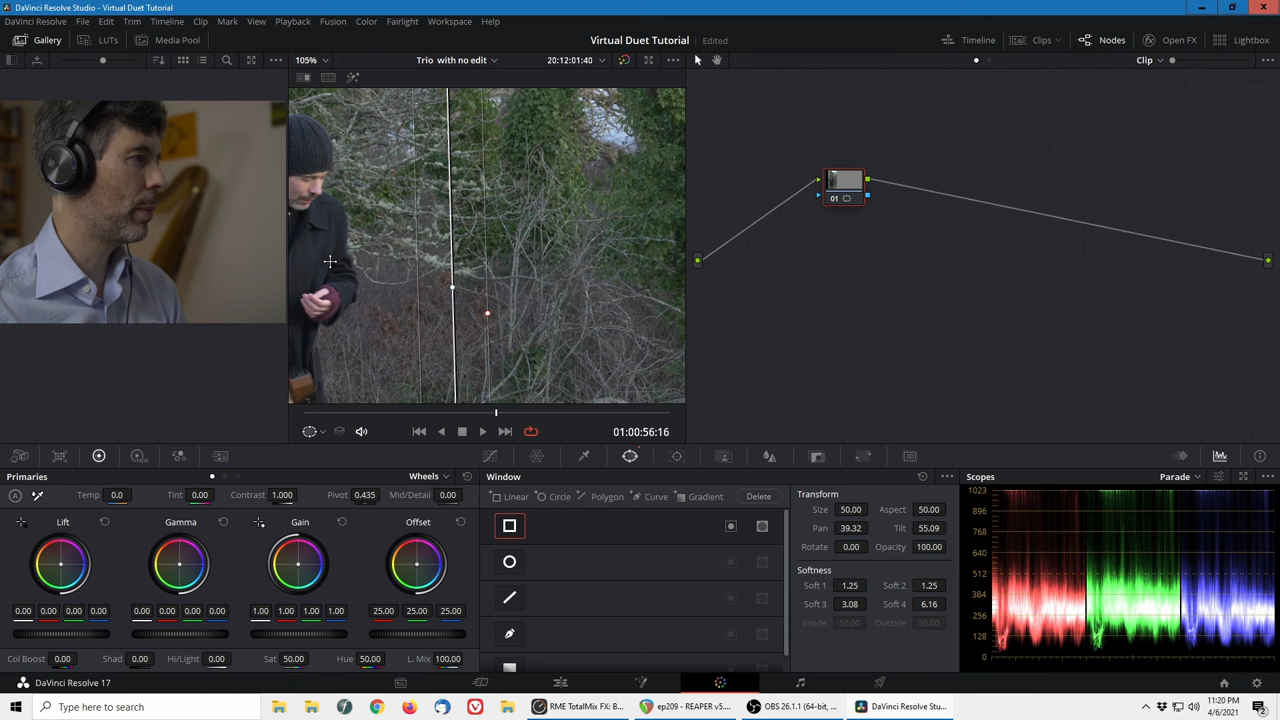 DaVinci Resolve Studio - Virtual Duet Tutorial
DaVinci Resolve File Edit Trim Timeline Clip Mark View Playback Fusion Color Fairlight Workspace Help
Gallery LUTs Media Pool Virtual Duet Tutorial Edited Timeline Clips Nodes Open FX Lightbox
105% Trio with no edit 20:12:01:40 Clip
01
01:00:56:16
Primaries Wheels Window Scopes Parade
Temp 0.0 Tint 0.00 Contrast 1.000 Pivot 0.435 Mid/Detail 0.00
Linear Circle Polygon Curve Gradient Delete
Lift Gamma Gain Offset
0.00 0.00 0.00 0.00 0.00 0.00 0.00 0.00 1.00 1.00 1.00 1.00 25.00 25.00 25.00
Col Boost 0.00 Shad 0.00 Hi/Light 0.00 Sat 50.00 Hue 50.00 L. Mix 100.00
Transform
Size 50.00 Aspect 50.00
Pan 39.32 Tilt 55.09
Rotate 0.00 Opacity 100.00
Softness
Soft 1 1.25 Soft 2 1.25
Soft 3 3.08 Soft 4 6.16
Inside 50.00 Outside 50.00
1023
896
768
640
512
384
256
128
0
DaVinci Resolve 17
Type here to search
RME TotalMix FX: B...
ep209 - REAPER v5....
OBS 26.1.1 (64-bit, ...
DaVinci Resolve Stu...
11:20 PM
4/6/2021
2